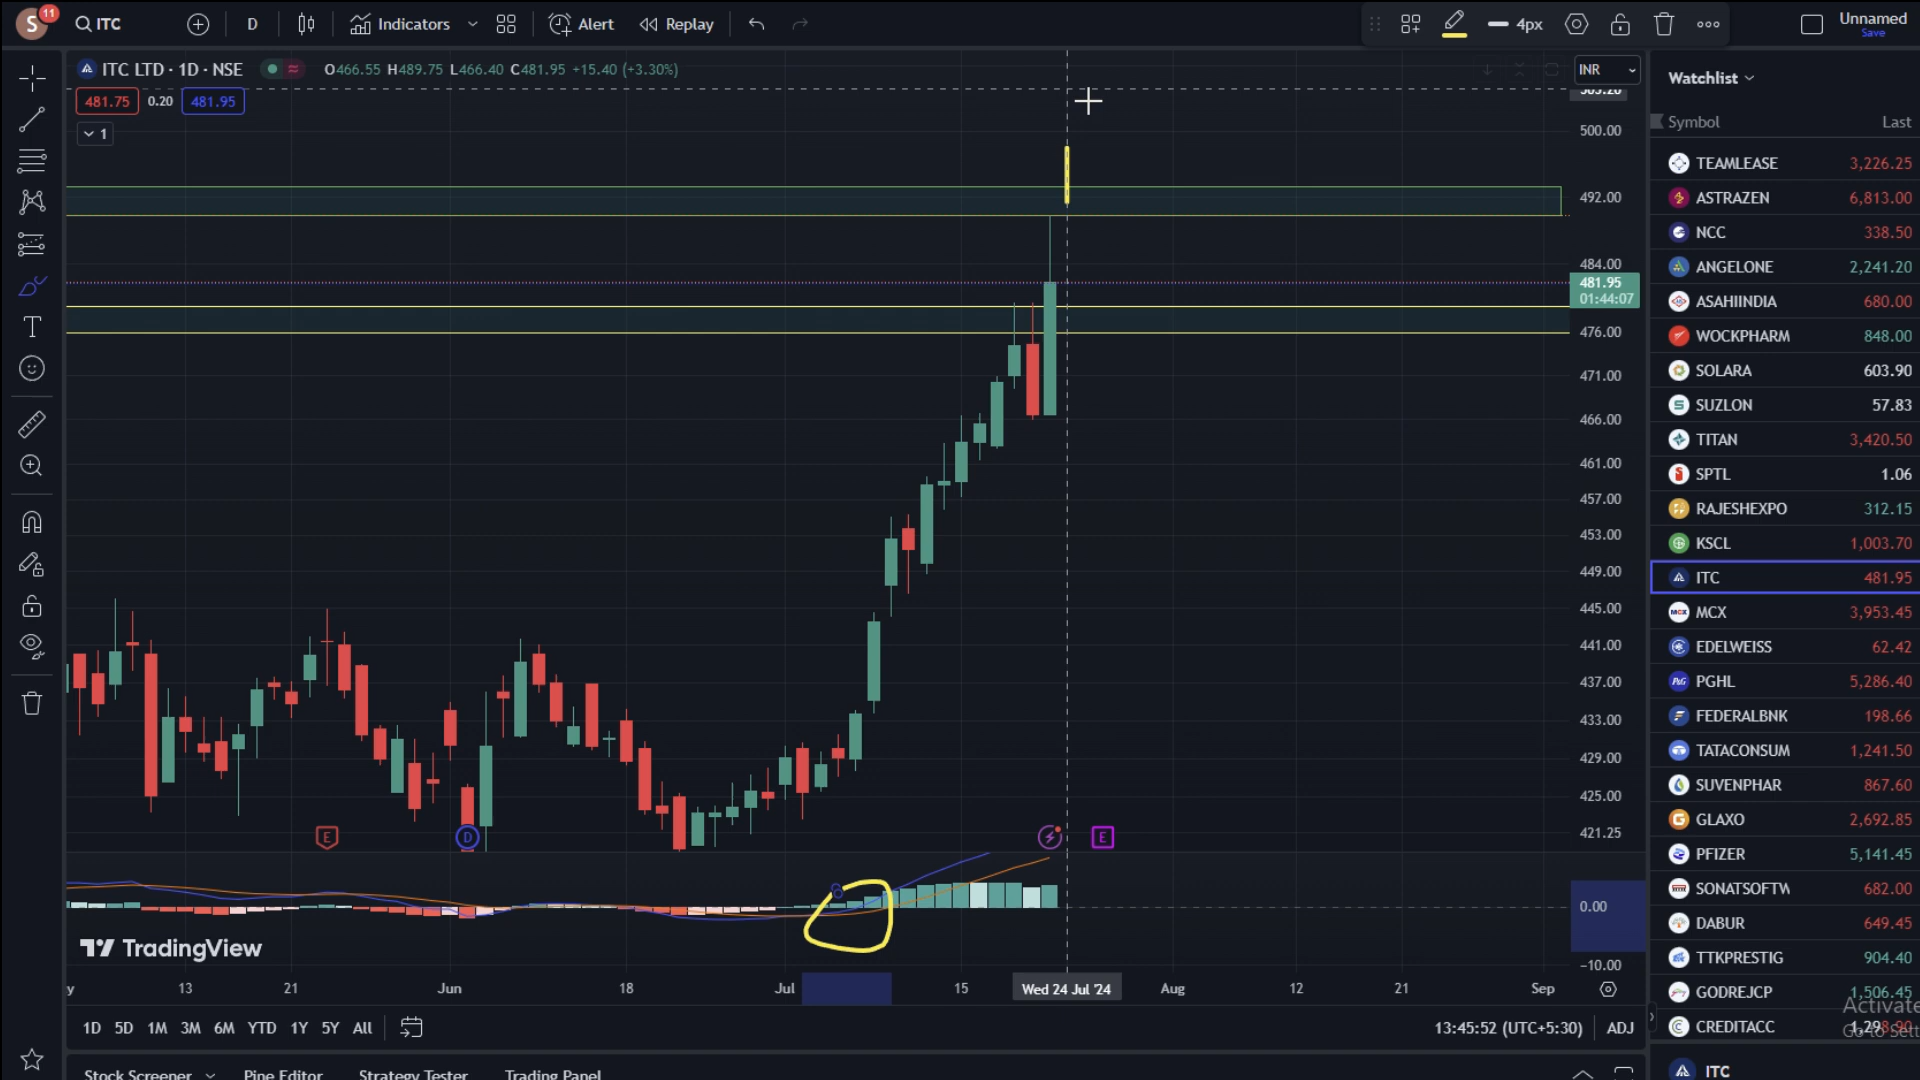 S 11 ITC D Indicators Alert Replay 4px Unnamed
Save
ITC LTD · 1D · NSE O466.55 H489.75 L466.40 C481.95 +15.40 (+3.30%) INR
481.75 0.20 481.95
1
500.00
492.00
484.00
481.95
01:44:07
476.00
471.00
466.00
461.00
457.00
453.00
449.00
445.00
441.00
437.00
433.00
429.00
425.00
421.25
E D E
0.00
−10.00
TradingView
13 21 Jun 18 Jul 15 Wed 24 Jul '24 Aug 12 21 Sep
1D 5D 1M 3M 6M YTD 1Y 5Y All 13:45:52 (UTC+5:30) ADJ
Stock Screener Pine Editor Strategy Tester Trading Panel
Watchlist
Symbol Last
TEAMLEASE 3,226.25
ASTRAZEN 6,813.00
NCC 338.50
ANGELONE 2,241.20
ASAHIINDIA 680.00
WOCKPHARM 848.00
SOLARA 603.90
SUZLON 57.83
TITAN 3,420.50
SPTL 1.06
RAJESHEXPO 312.15
KSCL 1,003.70
ITC 481.95
MCX 3,953.45
EDELWEISS 62.42
PGHL 5,286.40
FEDERALBNK 198.66
TATACONSUM 1,241.50
SUVENPHAR 867.60
GLAXO 2,692.85
PFIZER 5,141.45
SONATSOFTW 682.00
DABUR 649.45
TTKPRESTIG 904.40
GODREJCP 1,506.45
Activate
CREDITACC
ITC